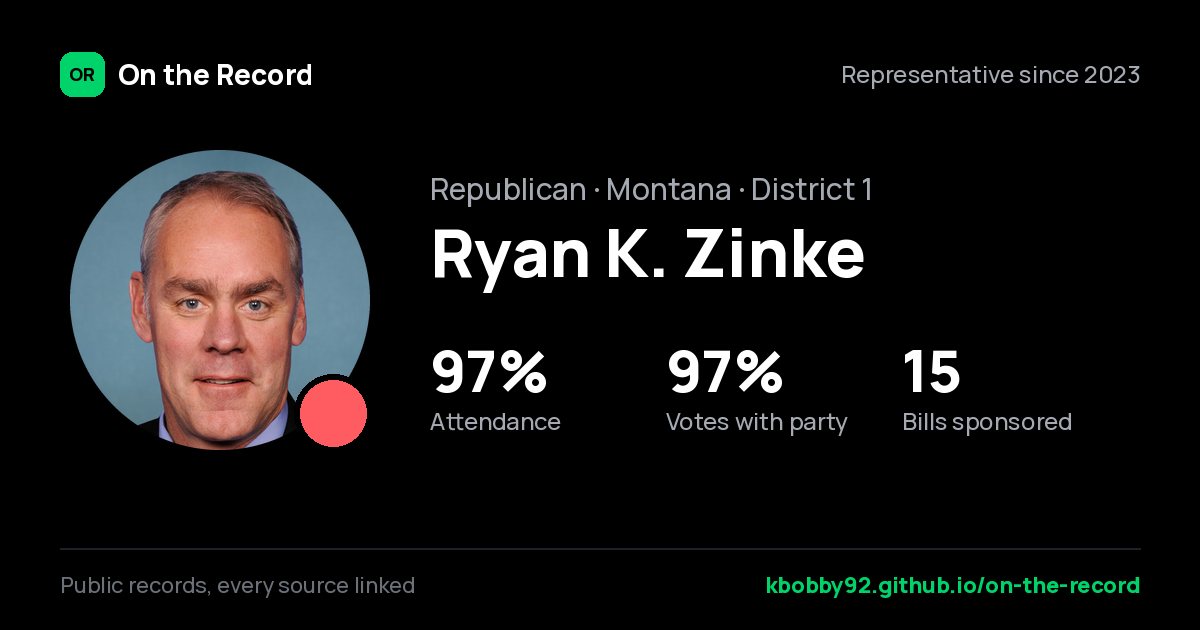 OR On the Record
Representative since 2023
Republican · Montana · District 1
Ryan K. Zinke
97% 97% 15
Attendance Votes with party Bills sponsored
Public records, every source linked
kbobby92.github.io/on-the-record